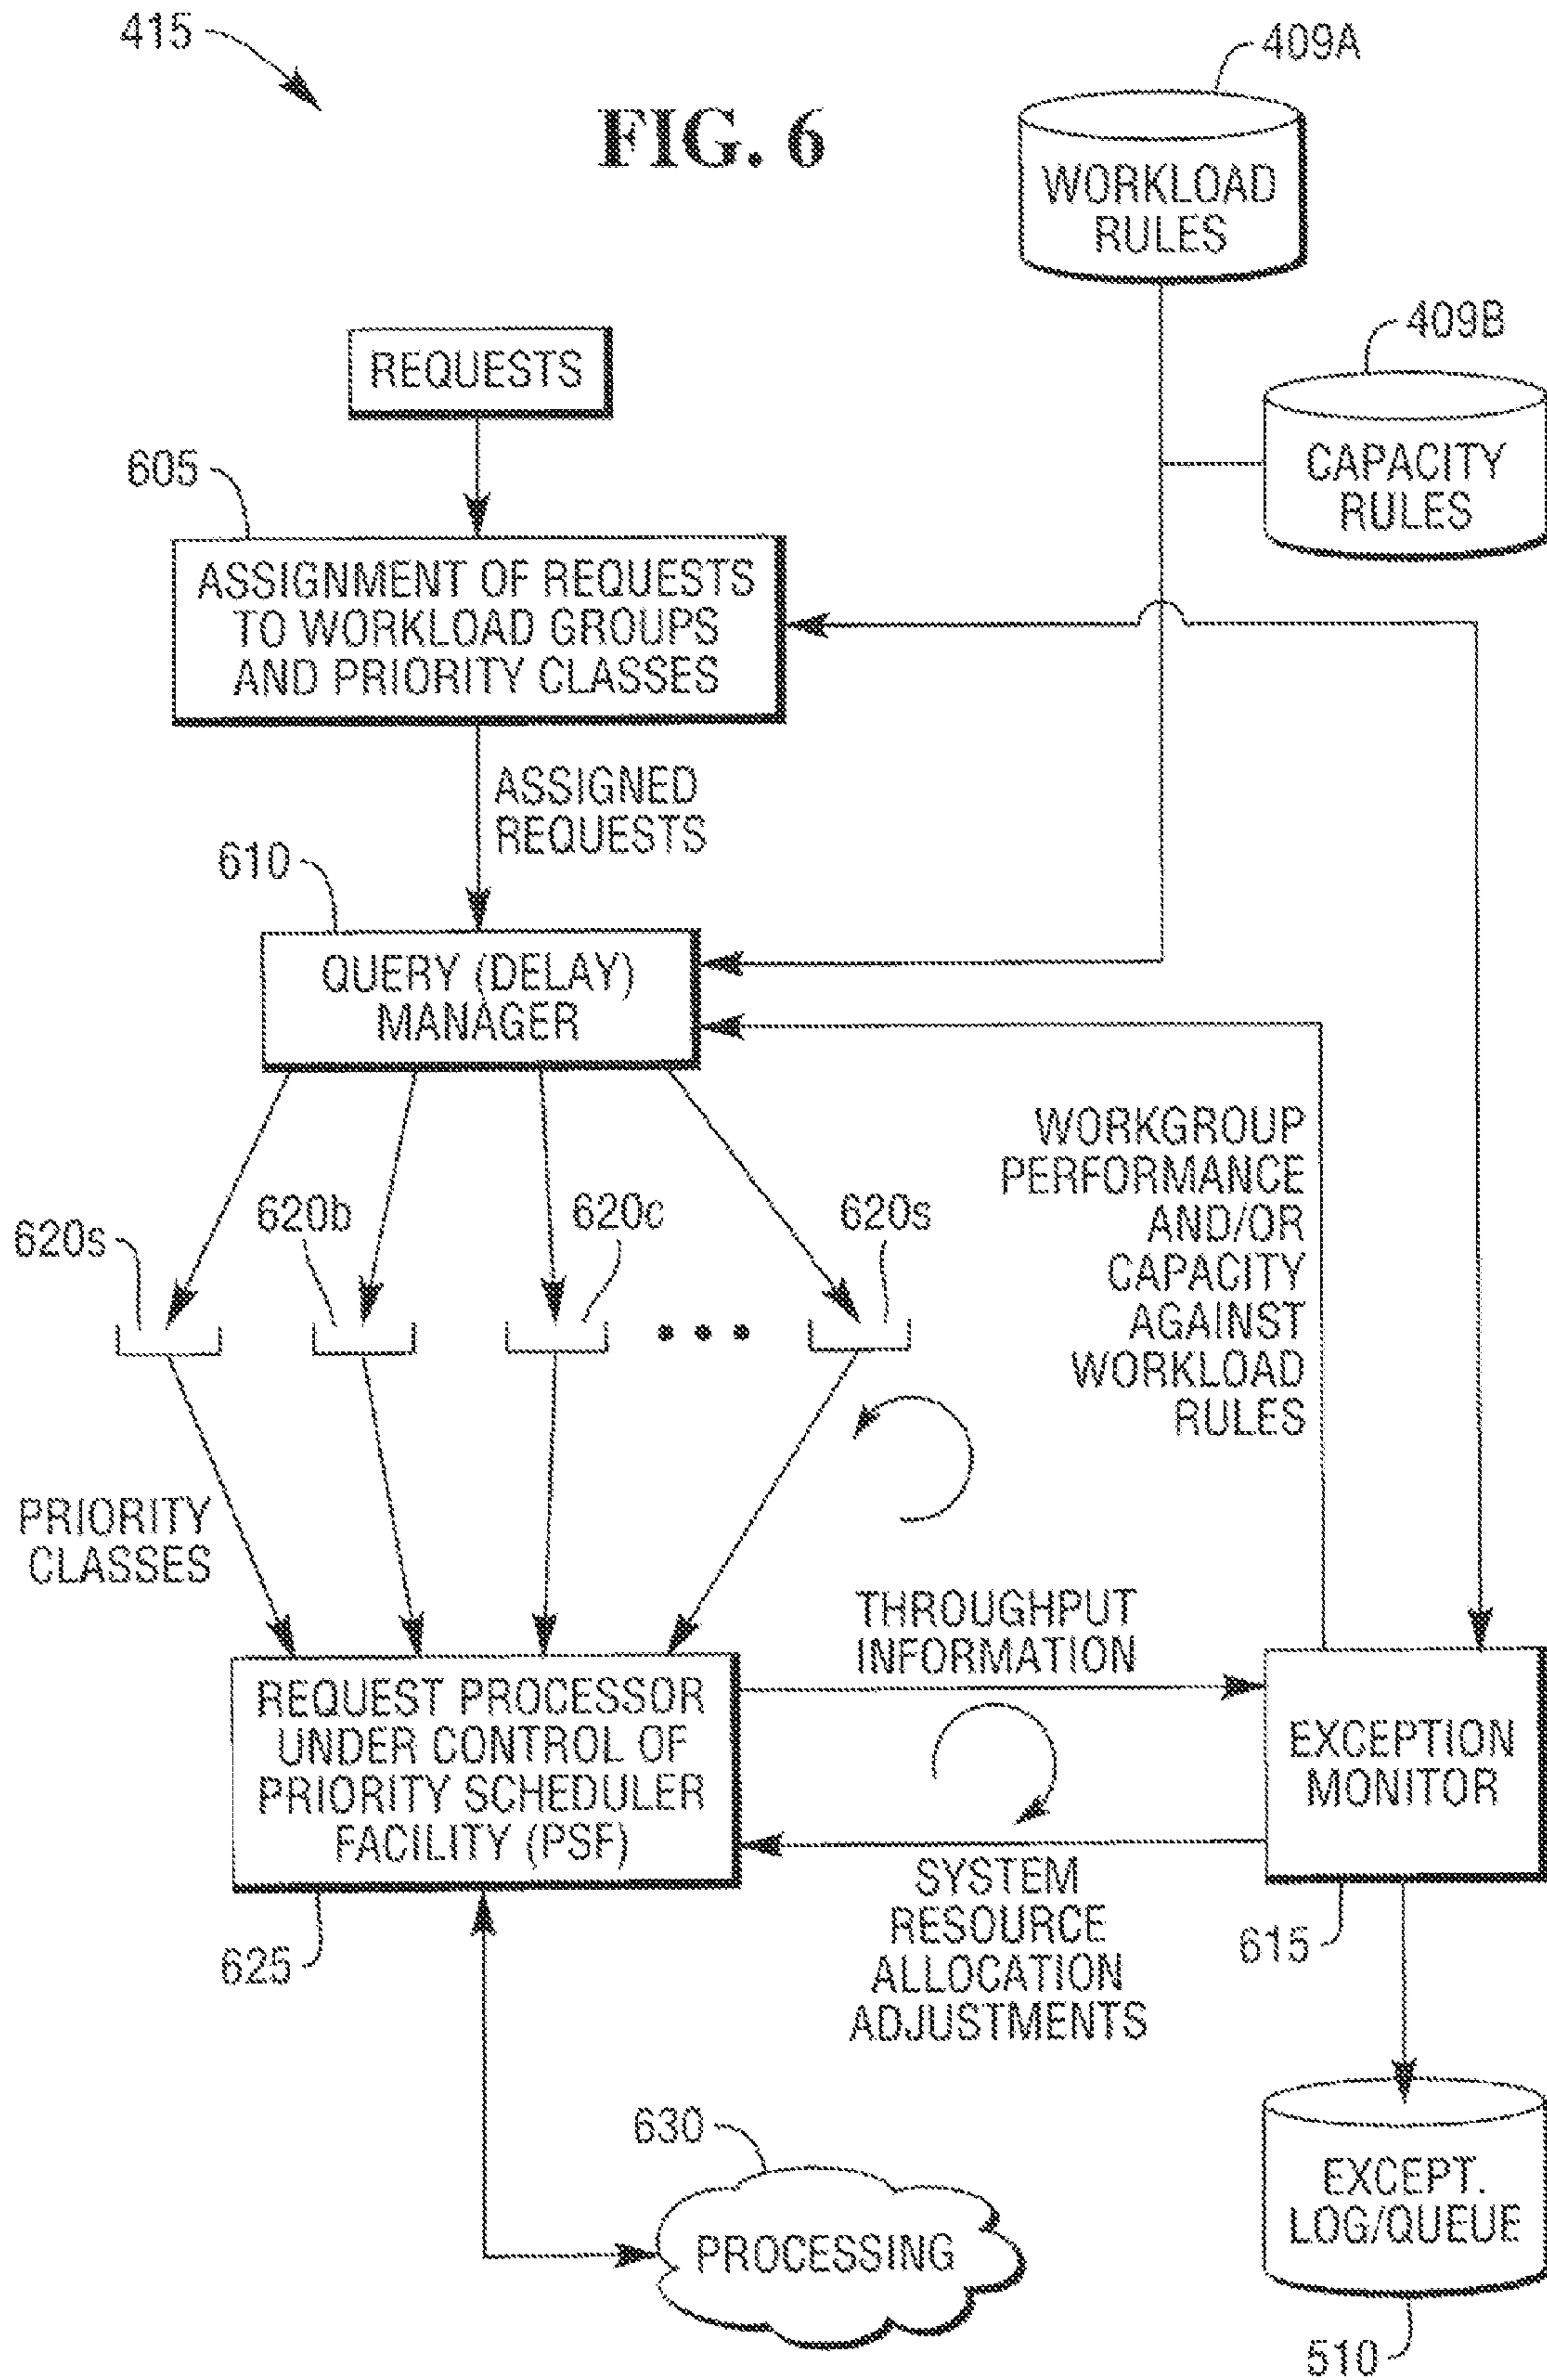 415
FIG. 6
409A
WORKLOAD
RULES
409B
CAPACITY
RULES
REQUESTS
605
ASSIGNMENT OF REQUESTS
TO WORKLOAD GROUPS
AND PRIORITY CLASSES
ASSIGNED
REQUESTS
610
QUERY (DELAY)
MANAGER
WORKGROUP
PERFORMANCE
AND/OR
CAPACITY
AGAINST
WORKLOAD
RULES
620s
620b
620c
620s
PRIORITY
CLASSES
THROUGHPUT
INFORMATION
REQUEST PROCESSOR
UNDER CONTROL OF
PRIORITY SCHEDULER
FACILITY (PSF)
625
EXCEPTION
MONITOR
615
SYSTEM
RESOURCE
ALLOCATION
ADJUSTMENTS
630
PROCESSING
EXCEPT.
LOG/QUEUE
510